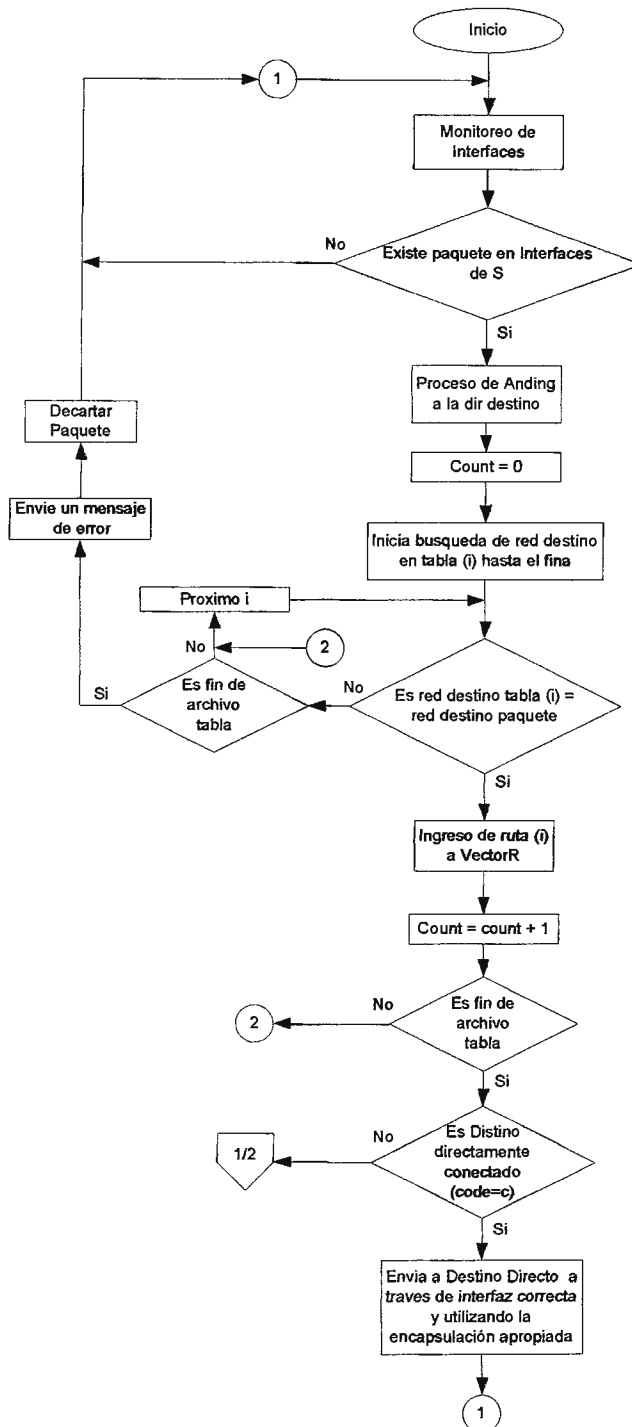 Inicio
1
Monitoreo de
Interfaces
No
Existe paquete en Interfaces
de S
Si
Proceso de Anding
a la dir destino
Decartar
Paquete
Count = 0
Envie un mensaje
de error
Inicia busqueda de red destino
en tabla (i) hasta el fina
Proximo i
No
2
Si
Es fin de
archivo
tabla
No
Es red destino tabla (i) =
red destino paquete
Si
Ingreso de ruta (i)
a VectorR
Count = count + 1
2
No
Es fin de
archivo
tabla
Si
1/2
No
Es Distino
directamente
conectado
(code=c)
Si
Envia a Destino Directo a
traves de interfaz correcta
y utilizando la
encapsulación apropiada
1